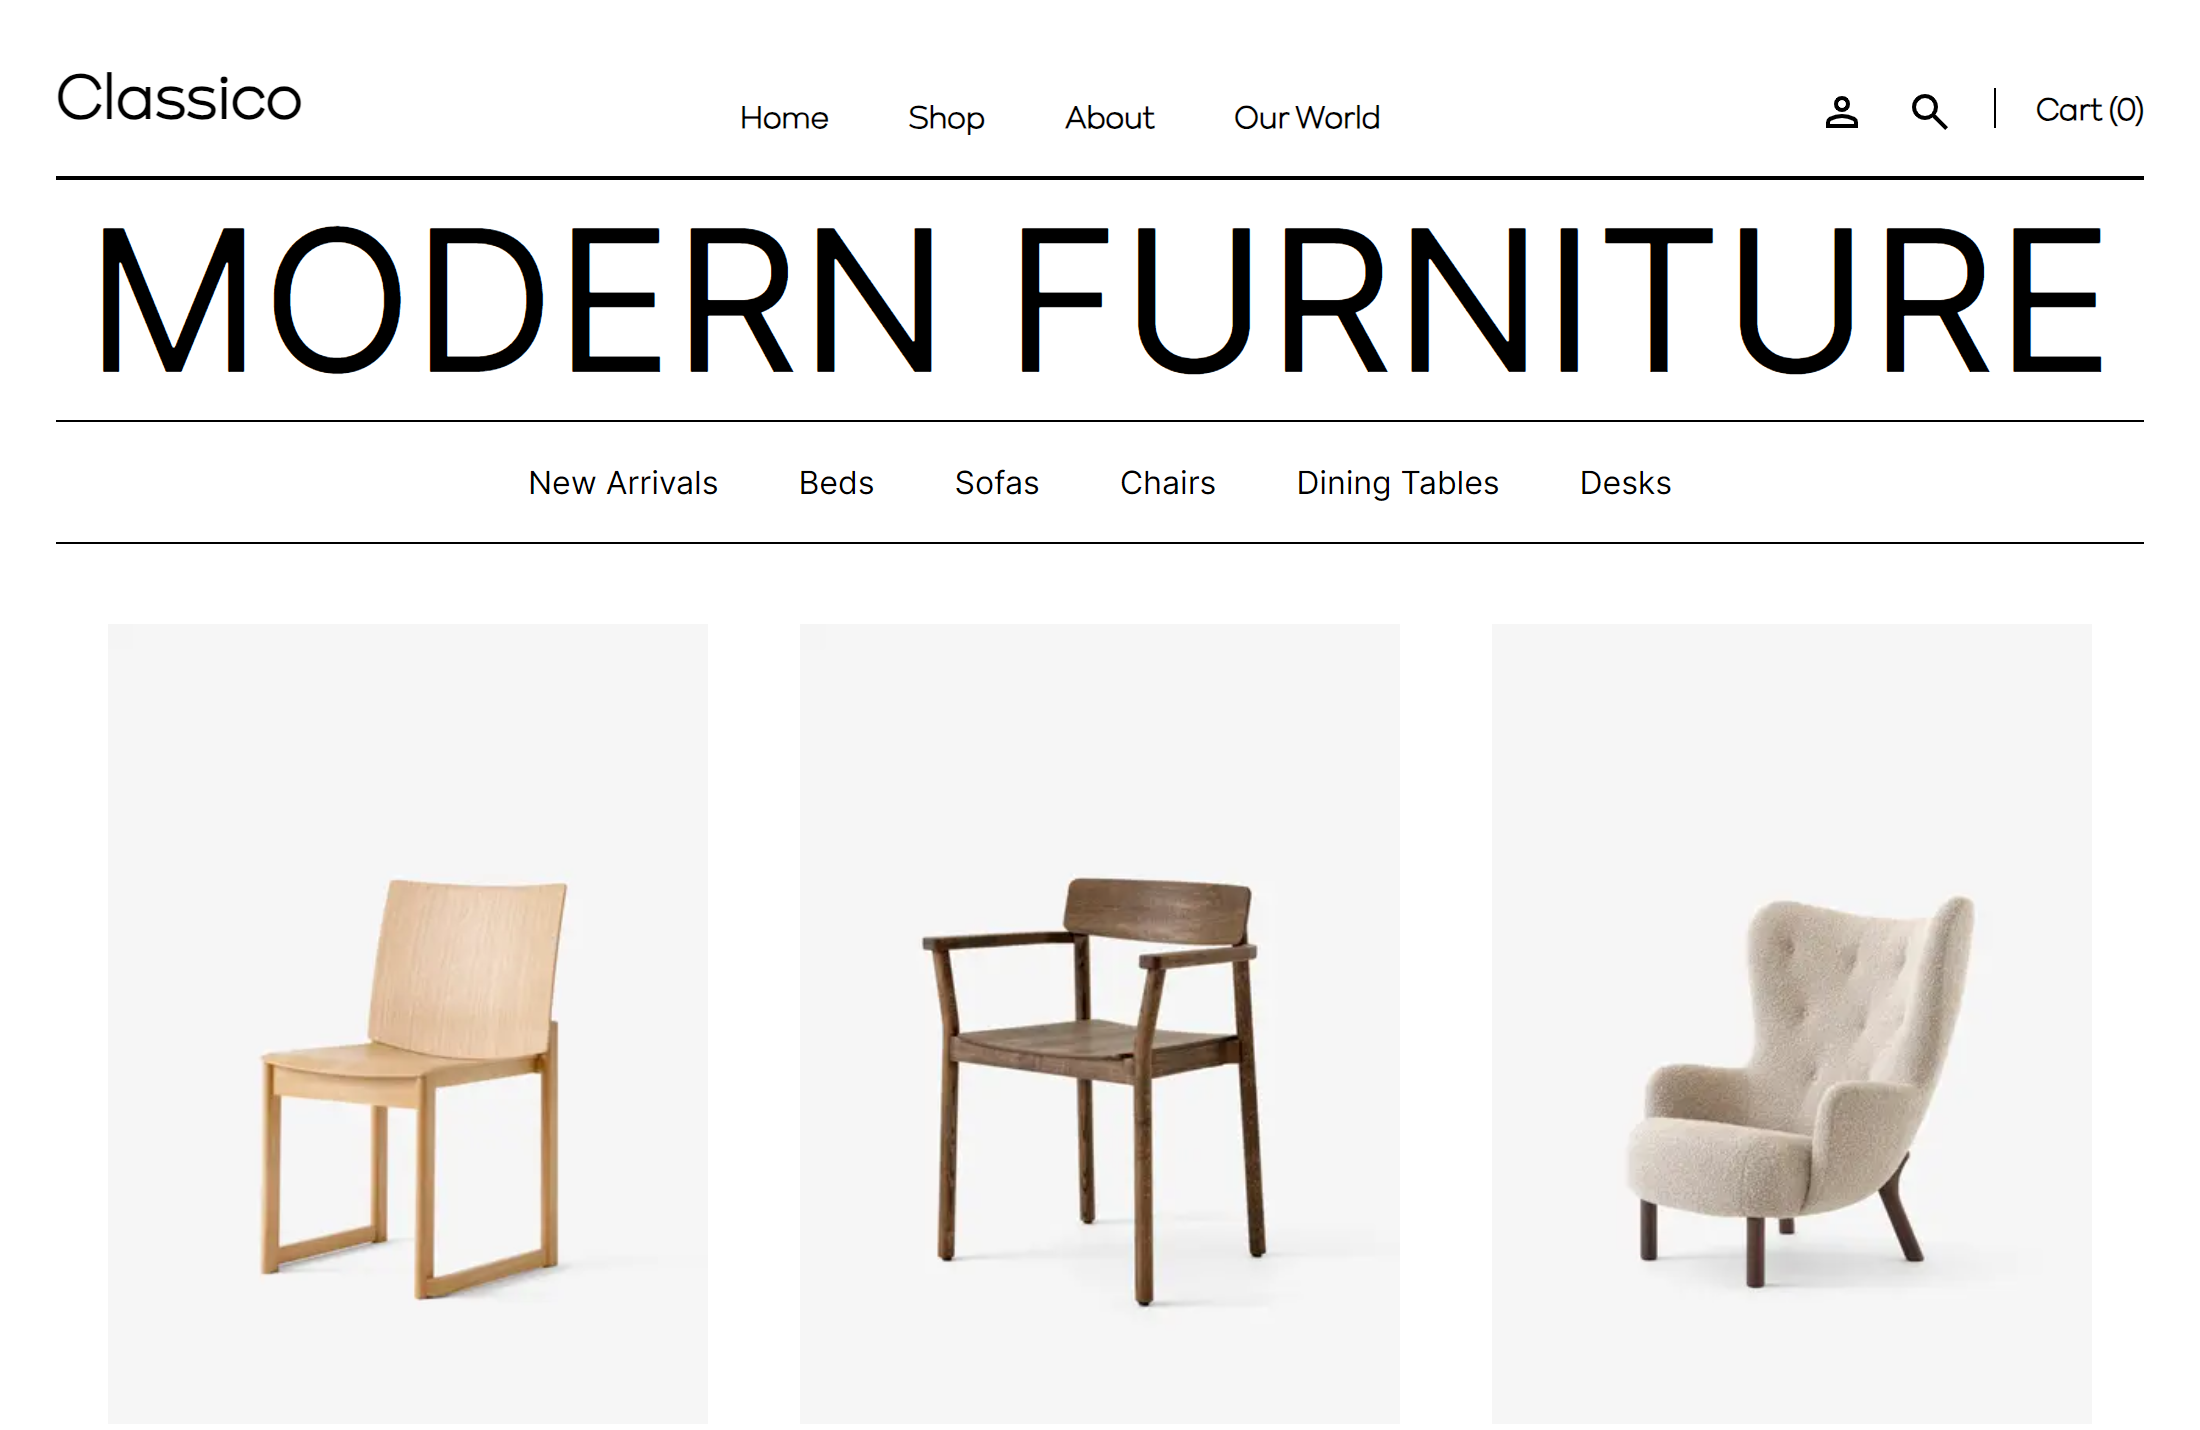 Classico
Home Shop About Our World
Cart (0)
MODERN FURNITURE
New Arrivals Beds Sofas Chairs Dining Tables Desks